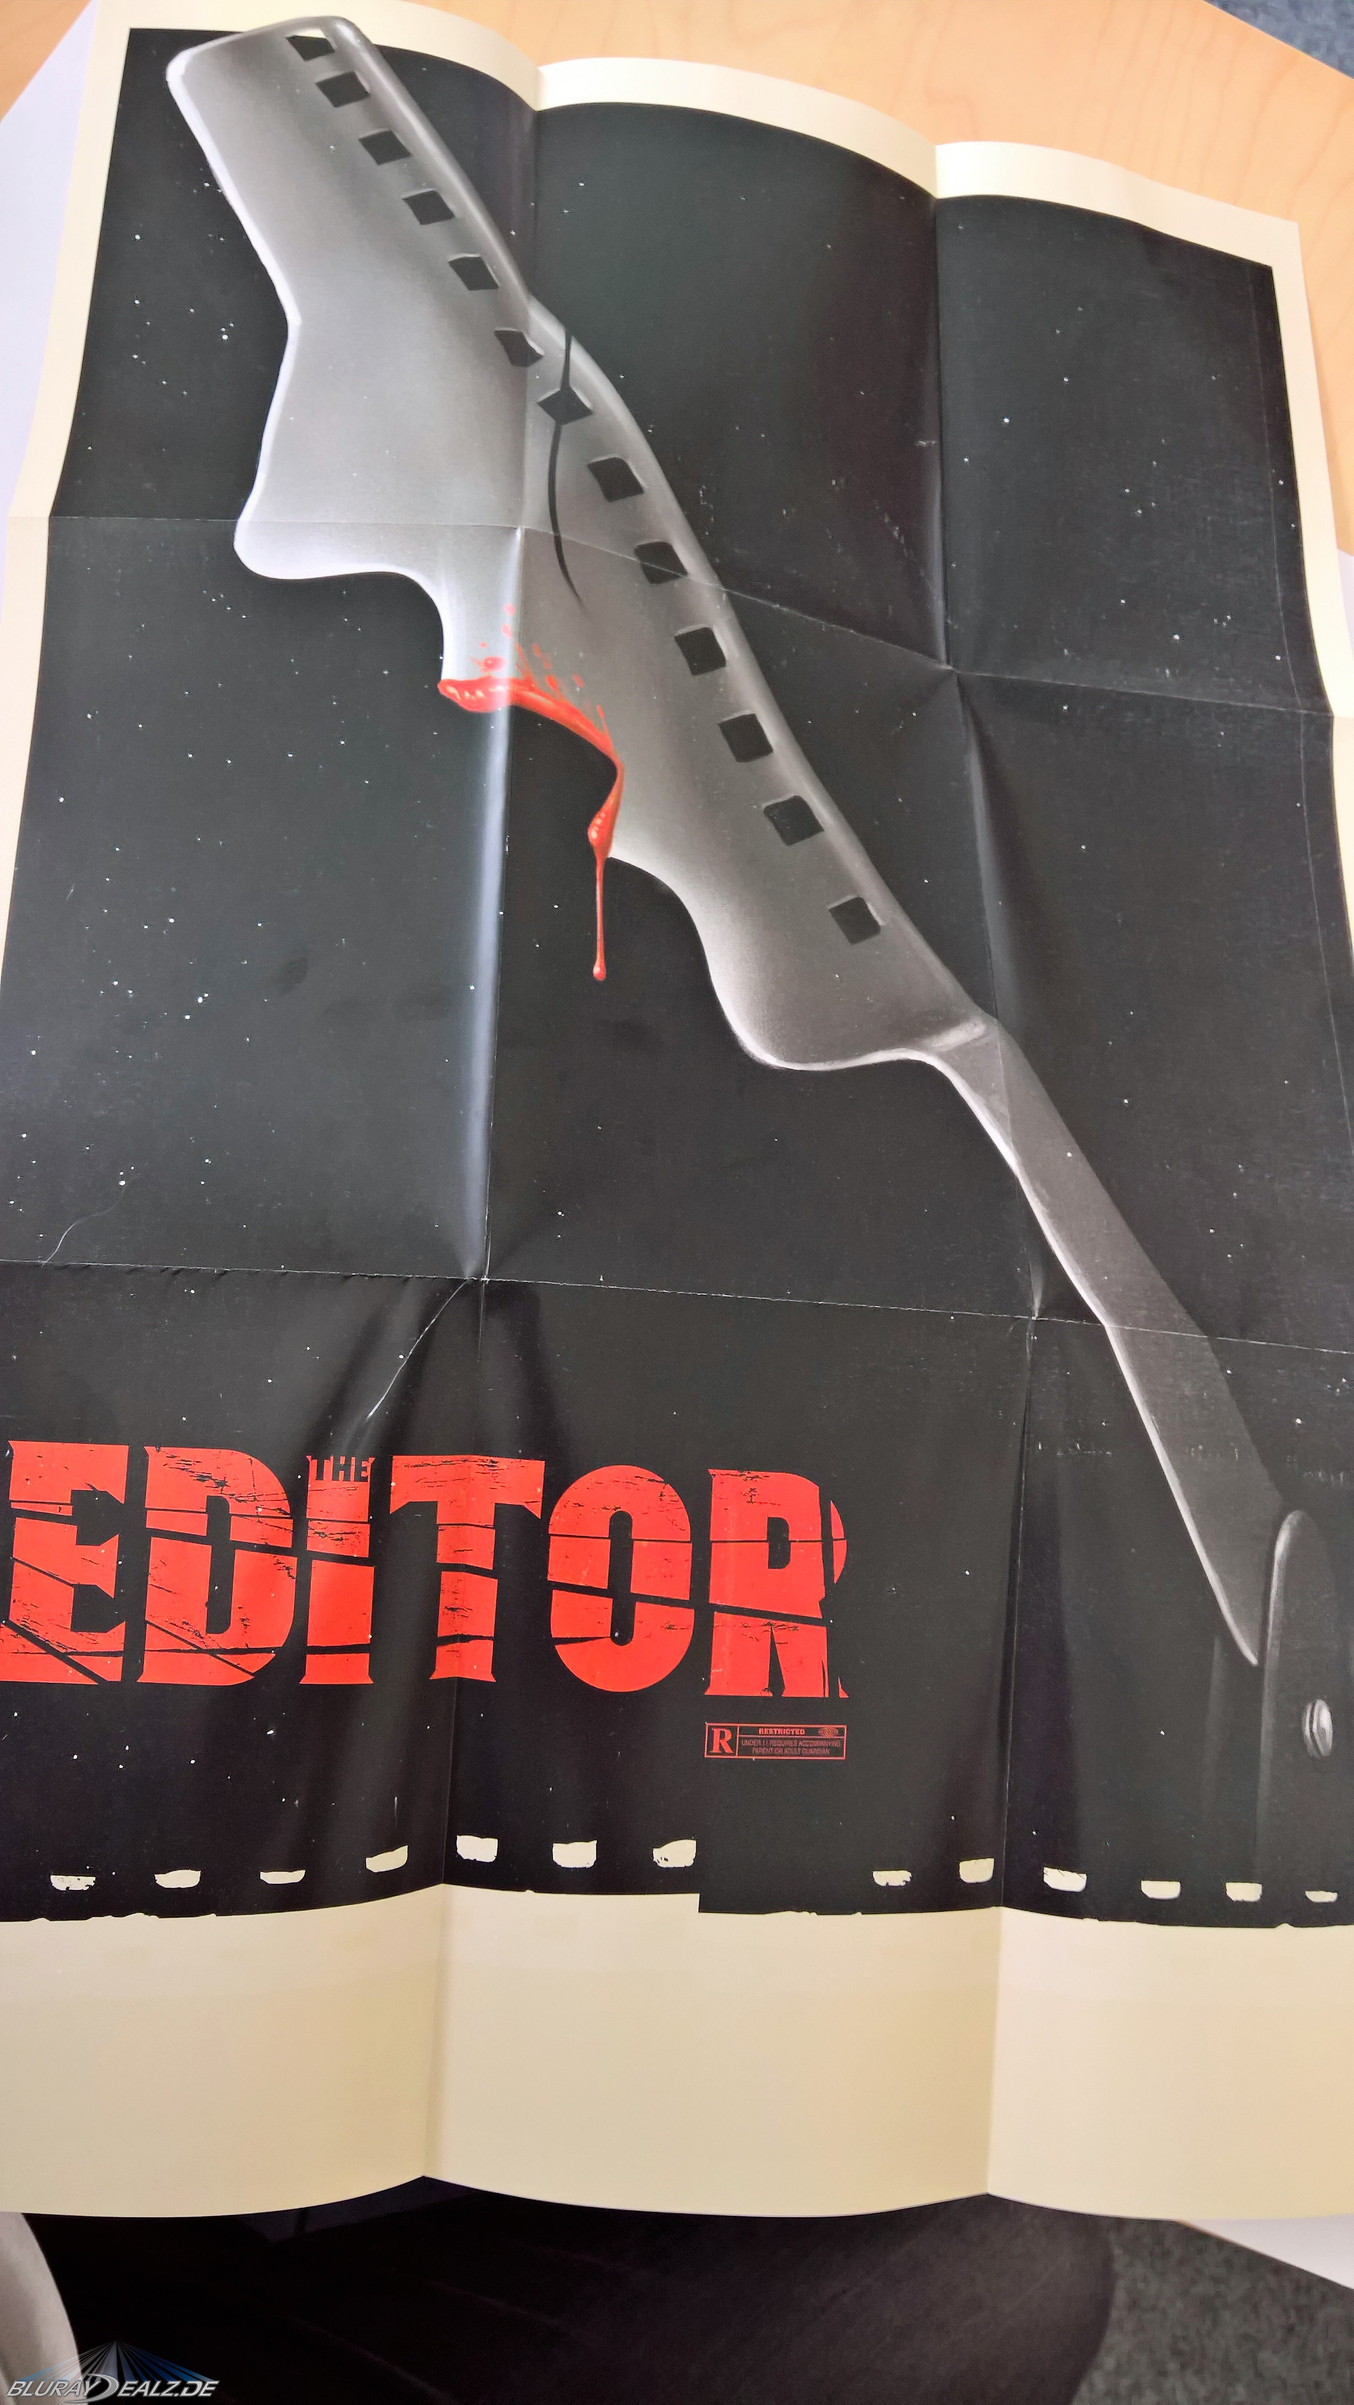 THE
EDITOR
R
RESTRICTED
UNDER 17 REQUIRES ACCOMPANYING
PARENT OR ADULT GUARDIAN
BLURAYDEALZ.DE